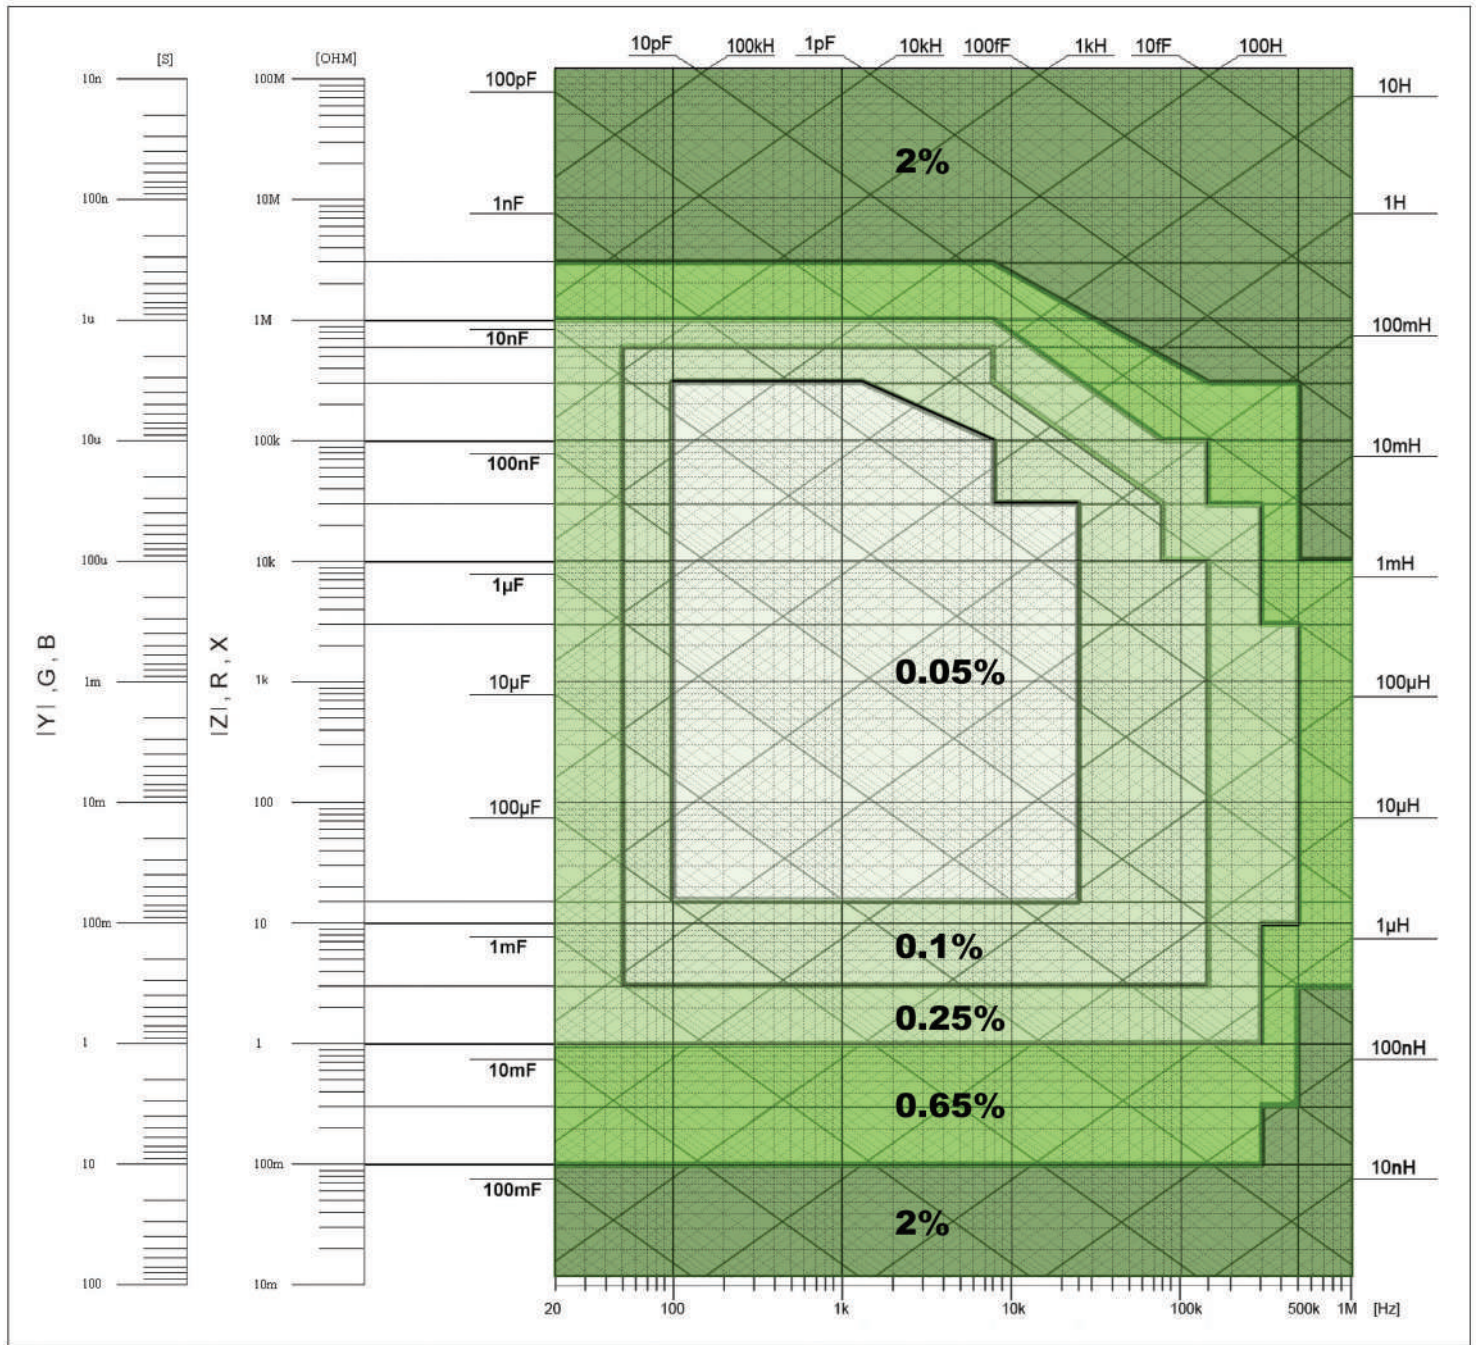 10pF 100kH 1pF 10kH 100fF 1kH 10fF 100H
[S] [OHM]
10n 100M 100pF 10H
2%
100n 10M 1nF 1H
1u 1M 10nF 100mH
10u 100k 100nF 10mH
100u 10k 1µF 1mH
|Y| , G , B
|Z| , R , X
0.05%
1m 1k 10µF 100µH
10m 100 100µF 10µH
100m 10 1mF 1µH
0.1%
0.25%
1 1 10mF 100nH
0.65%
10 100m 100mF 10nH
2%
100 10m
20 100 1k 10k 100k 500k 1M [Hz]